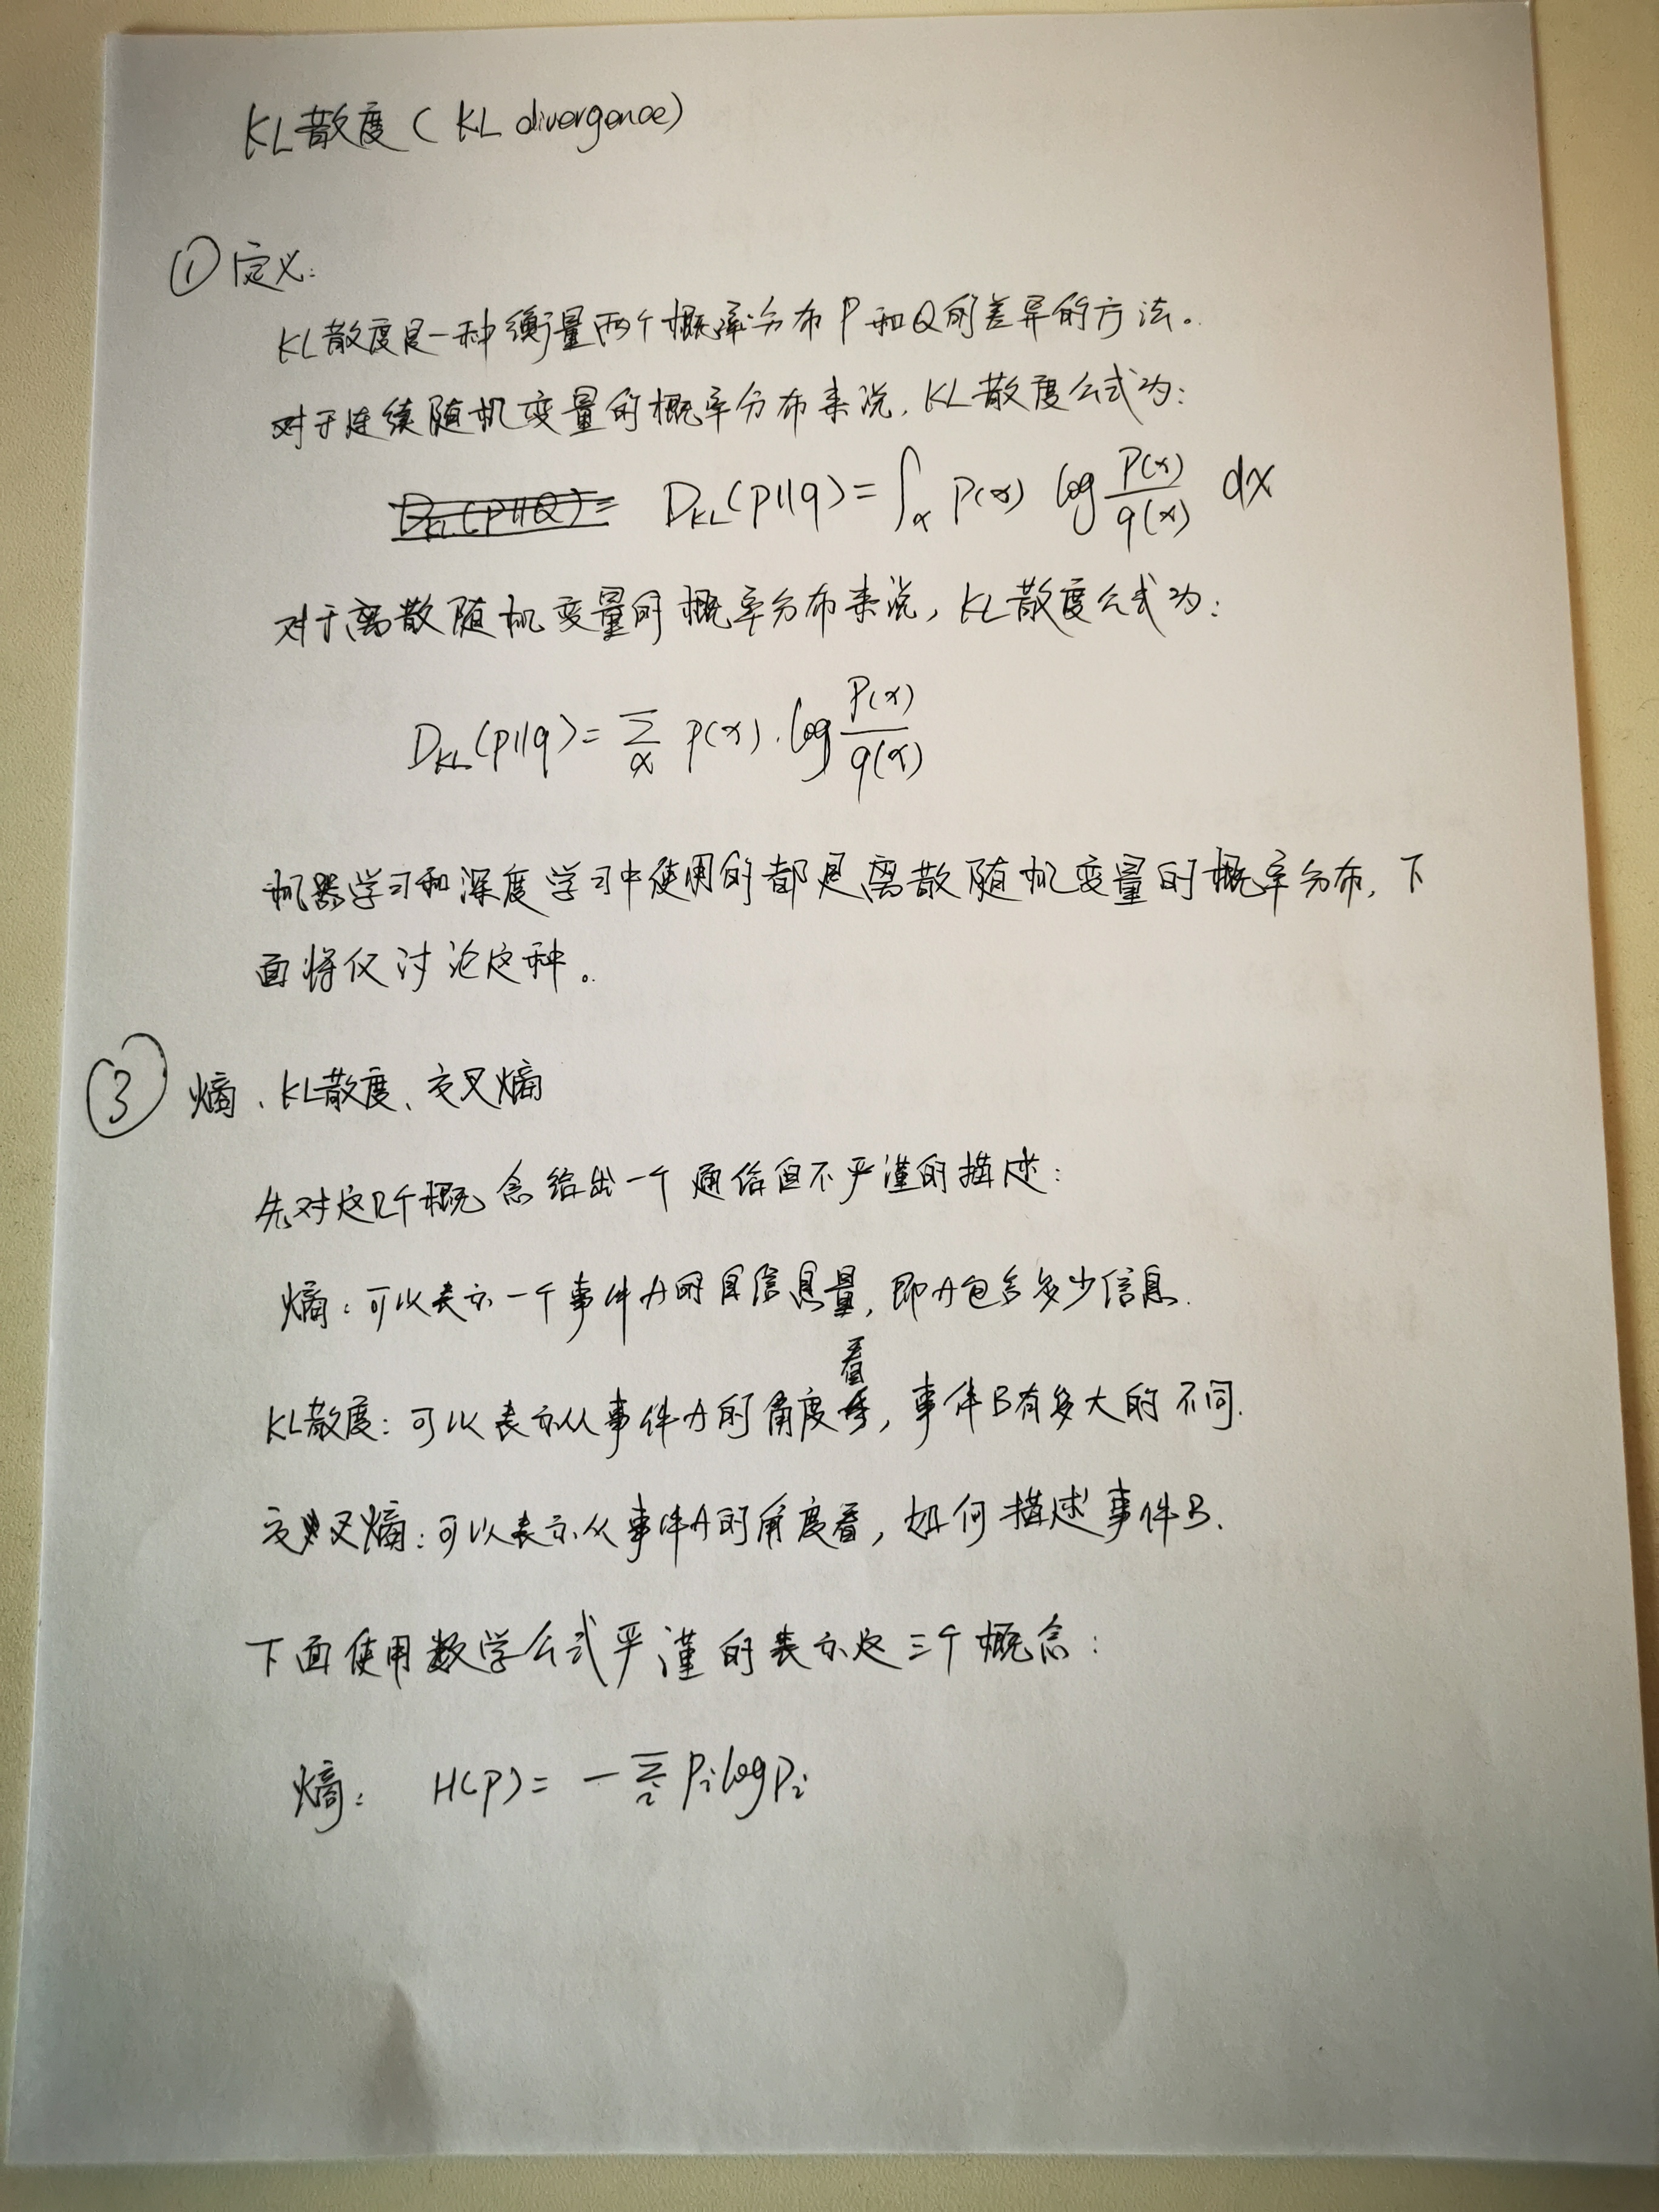 KL散度(KL divergence)
① 定义:
KL散度是一种衡量两个概率分布P和Q的差异的方法。
对于连续随机变量的概率分布来说,KL散度公式为:
D_KL(P||Q)= D_KL(p||q)=∫_x p(x) log p(x)/q(x) dx
对于离散随机变量的概率分布来说,KL散度公式为:
D_KL(p||q)=∑_x p(x)·log p(x)/q(x)
机器学习和深度学习中使用的都是离散随机变量的概率分布,下
面将仅讨论这种。
③ 熵、KL散度、交叉熵
先对这几个概念给出一个通俗但不严谨的描述:
熵:可以表示一个事件A的自信息量,即A包含多少信息.
KL散度:可以表示从事件A的角度看,事件B有多大的不同.
交叉熵:可以表示从事件A的角度看,如何描述事件B.
下面使用数学公式严谨的表示这三个概念:
熵: H(p)= -∑_i p_i log p_i